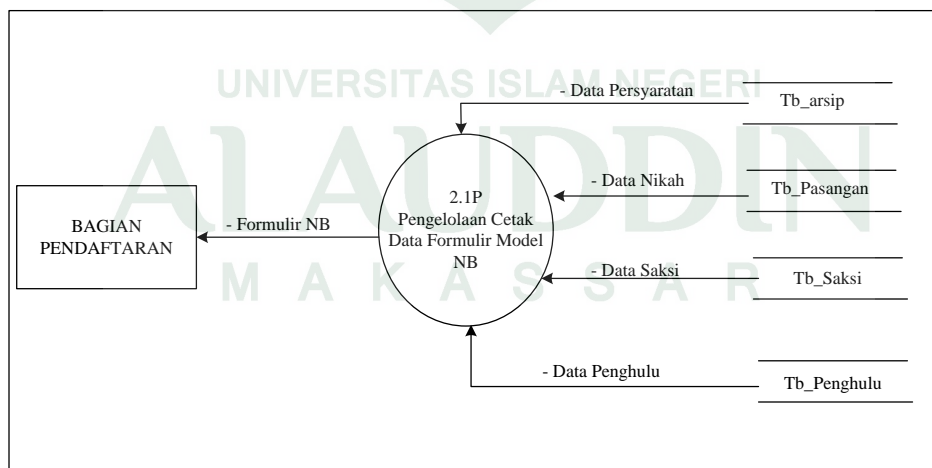 UNIVERSITAS ISLAM NEGERI
ALAUDDIN
MAKASSAR
- Data Persyaratan
Tb_arsip
2.1P
Pengelolaan Cetak
Data Formulir Model
NB
- Data Nikah
Tb_Pasangan
BAGIAN
PENDAFTARAN
- Formulir NB
- Data Saksi
Tb_Saksi
- Data Penghulu
Tb_Penghulu